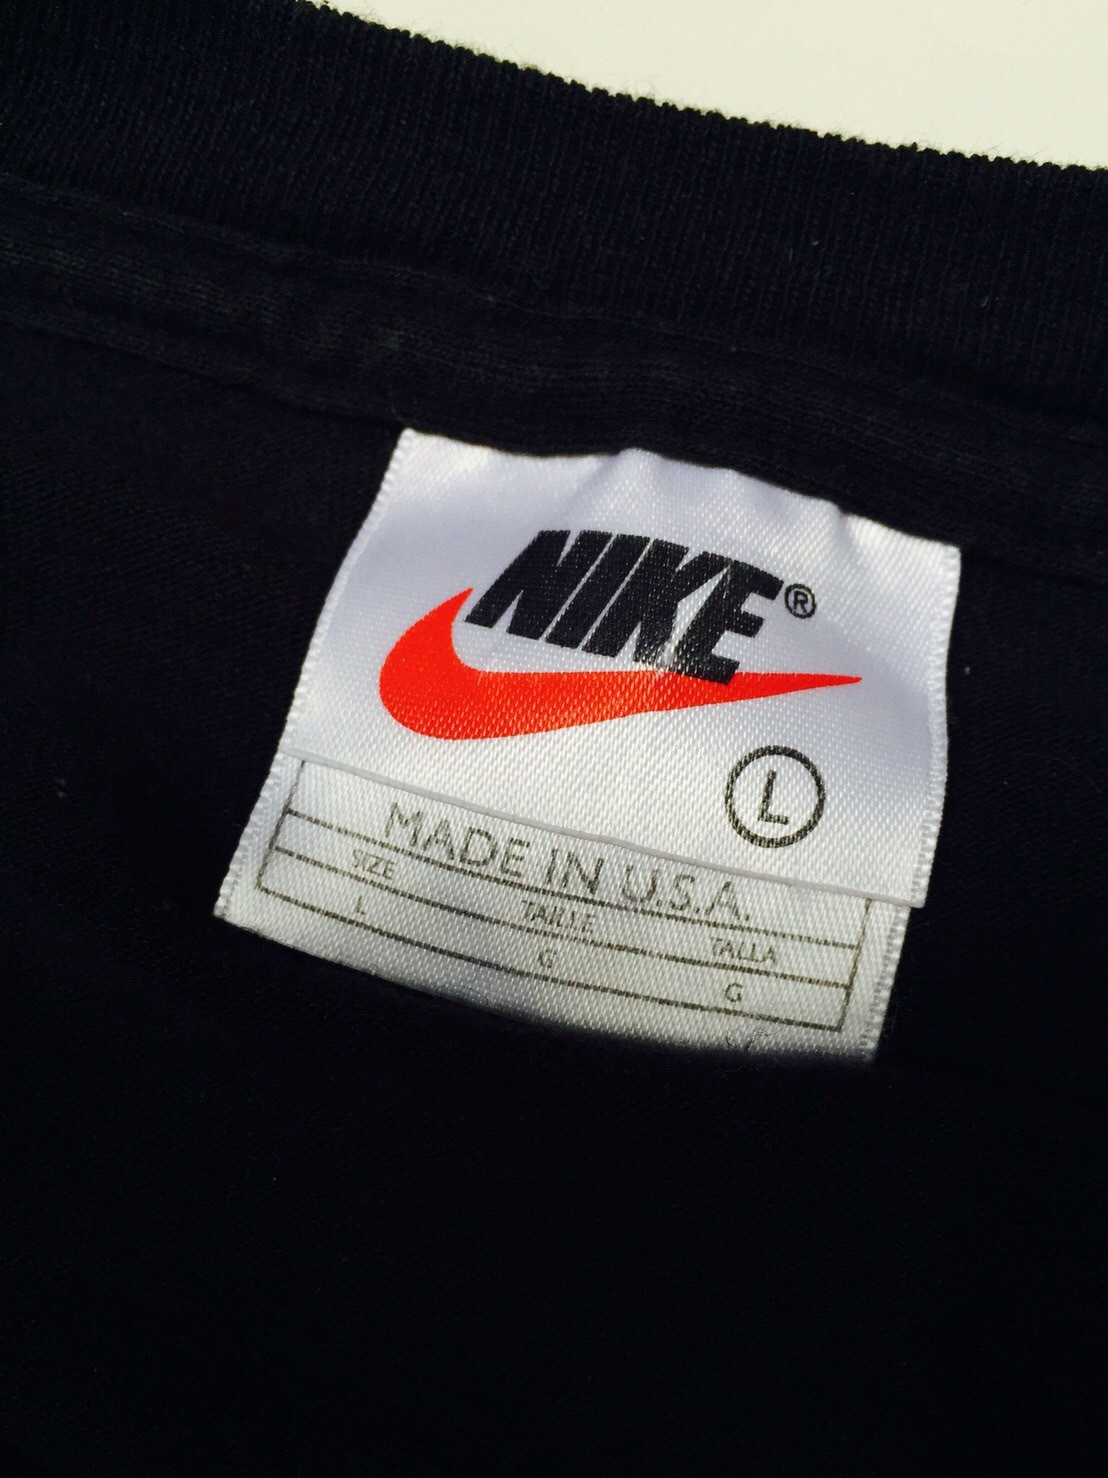 NIKE®
L
MADE IN U.S.A.
SIZE TAILLE TALLA
L G G